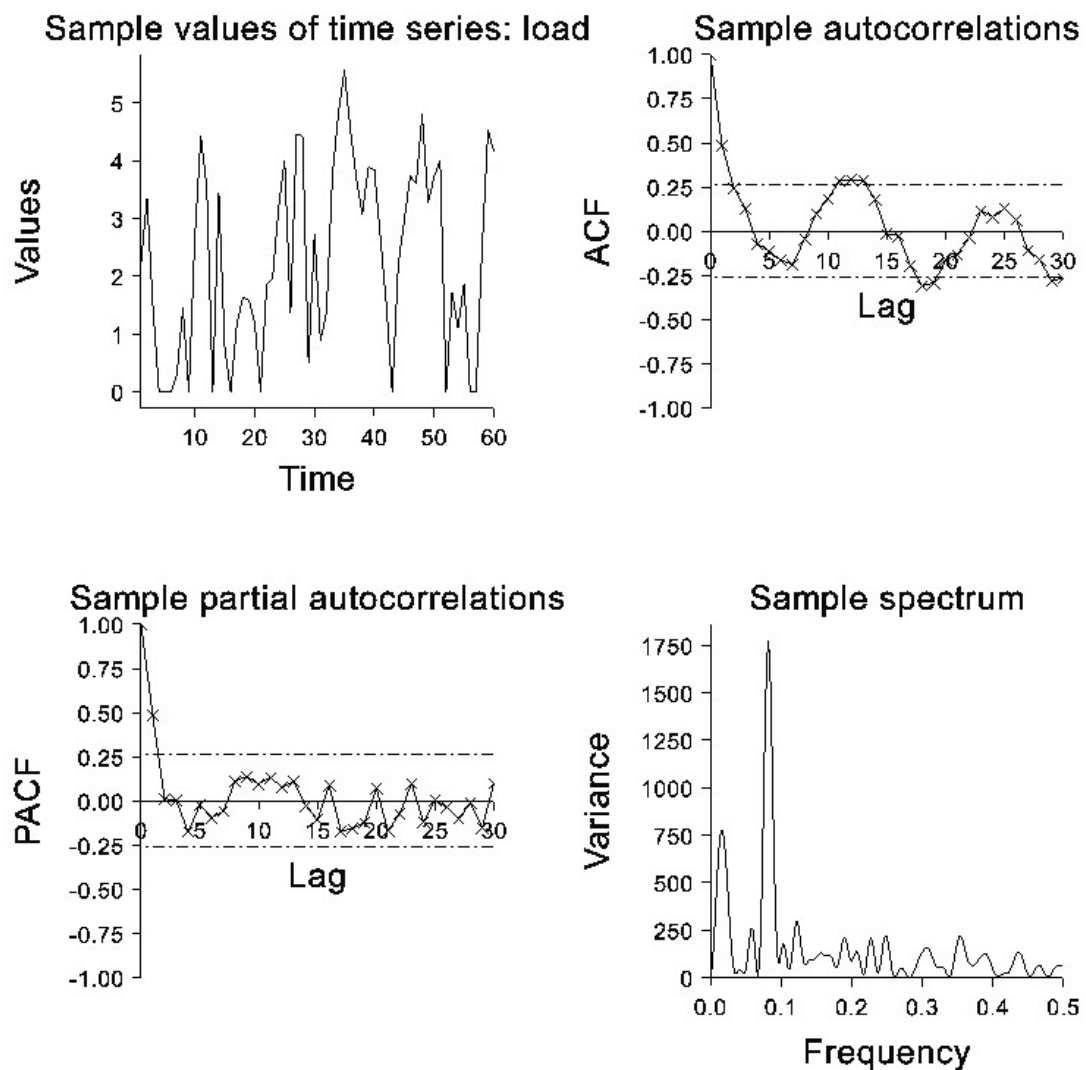 Sample values of time series: load
5
4
3
2
1
0
10 20 30 40 50 60
Values
Time
Sample autocorrelations
1.00
0.75
0.50
0.25
0.00
-0.25
-0.50
-0.75
-1.00
0 5 10 15 20 25 30
ACF
Lag
Sample partial autocorrelations
1.00
0.75
0.50
0.25
0.00
-0.25
-0.50
-0.75
-1.00
0 5 10 15 20 25 30
PACF
Lag
Sample spectrum
1750
1500
1250
1000
750
500
250
0
0.0 0.1 0.2 0.3 0.4 0.5
Variance
Frequency